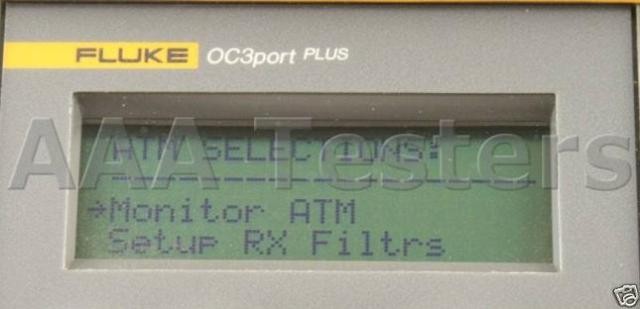 FLUKE OC3port PLUS
AAA Testers
ATM SELECTIONS:
--------------------
→Monitor ATM
Setup RX Filtrs